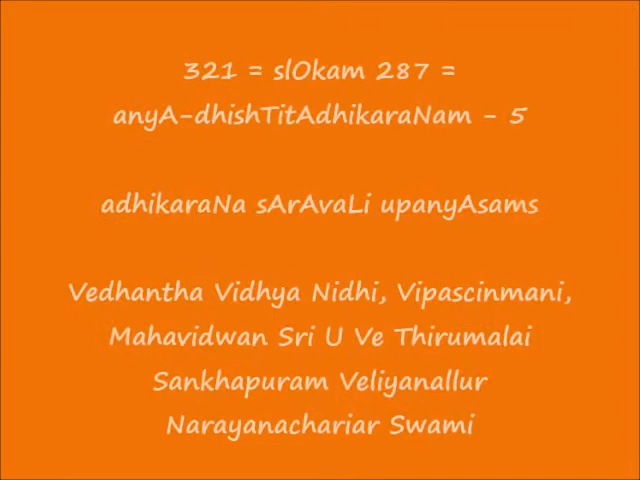 321 = slOkam 287 =
anyA-dhishTitAdhikaraNam - 5
adhikaraNa sArAvaLi upanyAsams
Vedhantha Vidhya Nidhi, Vipascinmani,
Mahavidwan Sri U Ve Thirumalai
Sankhapuram Veliyanallur
Narayanachariar Swami